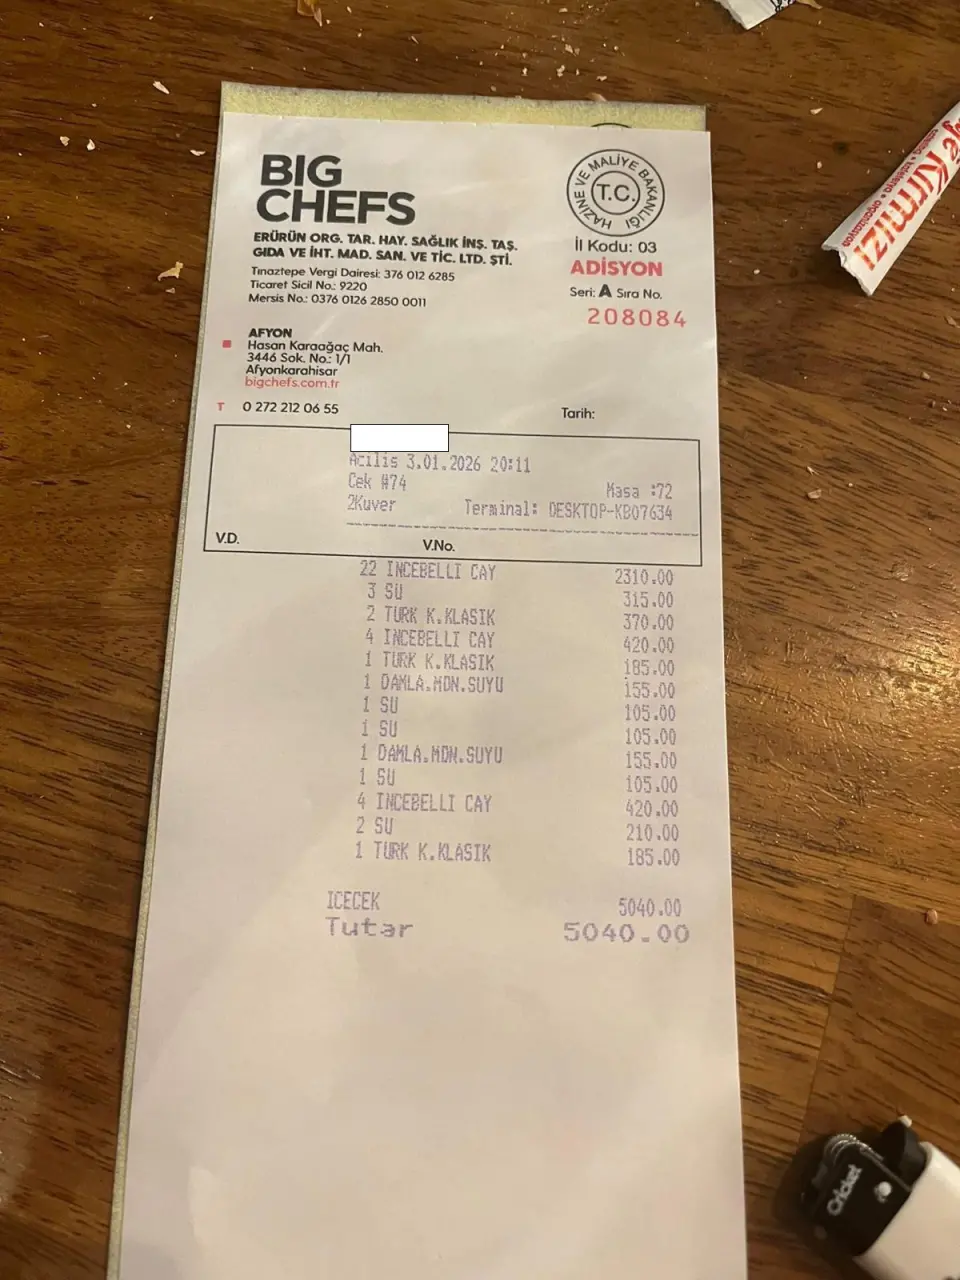 BIG
CHEFS
ERÜRÜN ORG. TAR. HAY. SAĞLIK İNŞ. TAŞ.
GIDA VE İHT. MAD. SAN. VE TİC. LTD. ŞTİ.
Tınaztepe Vergi Dairesi: 376 012 6285
Ticaret Sicil No.: 9220
Mersis No.: 0376 0126 2850 0011
T.C.
HAZİNE VE MALİYE BAKANLIĞI
İl Kodu: 03
ADİSYON
Seri: A Sıra No.
208084
AFYON
Hasan Karaağaç Mah.
3446 Sok. No.: 1/1
Afyonkarahisar
bigchefs.com.tr
T 0 272 212 06 55
Tarih:
Acilis 3.01.2026 20:11
Cek #74 Masa :72
2Kuver Terminal: DESKTOP-KB07634
V.D. V.No.
22 INCEBELLI CAY 2310.00
3 SU 315.00
2 TURK K.KLASIK 370.00
4 INCEBELLI CAY 420.00
1 TURK K.KLASIK 185.00
1 DAMLA.MDN.SUYU 155.00
1 SU 105.00
1 SU 105.00
1 DAMLA.MDN.SUYU 155.00
1 SU 105.00
4 INCEBELLI CAY 420.00
2 SU 210.00
1 TURK K.KLASIK 185.00
ICECEK 5040.00
Tutar 5040.00
Kırmızı
Cricket